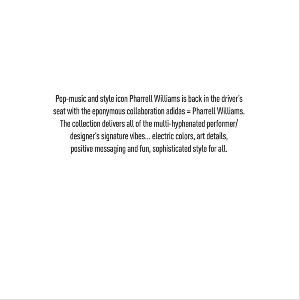 Pop-music and style icon Pharrell Williams is back in the driver's
seat with the eponymous collaboration adidas = Pharrell Williams.
The collection delivers all of the multi-hyphenated performer/
designer's signature vibes... electric colors, art details,
positive messaging and fun, sophisticated style for all.